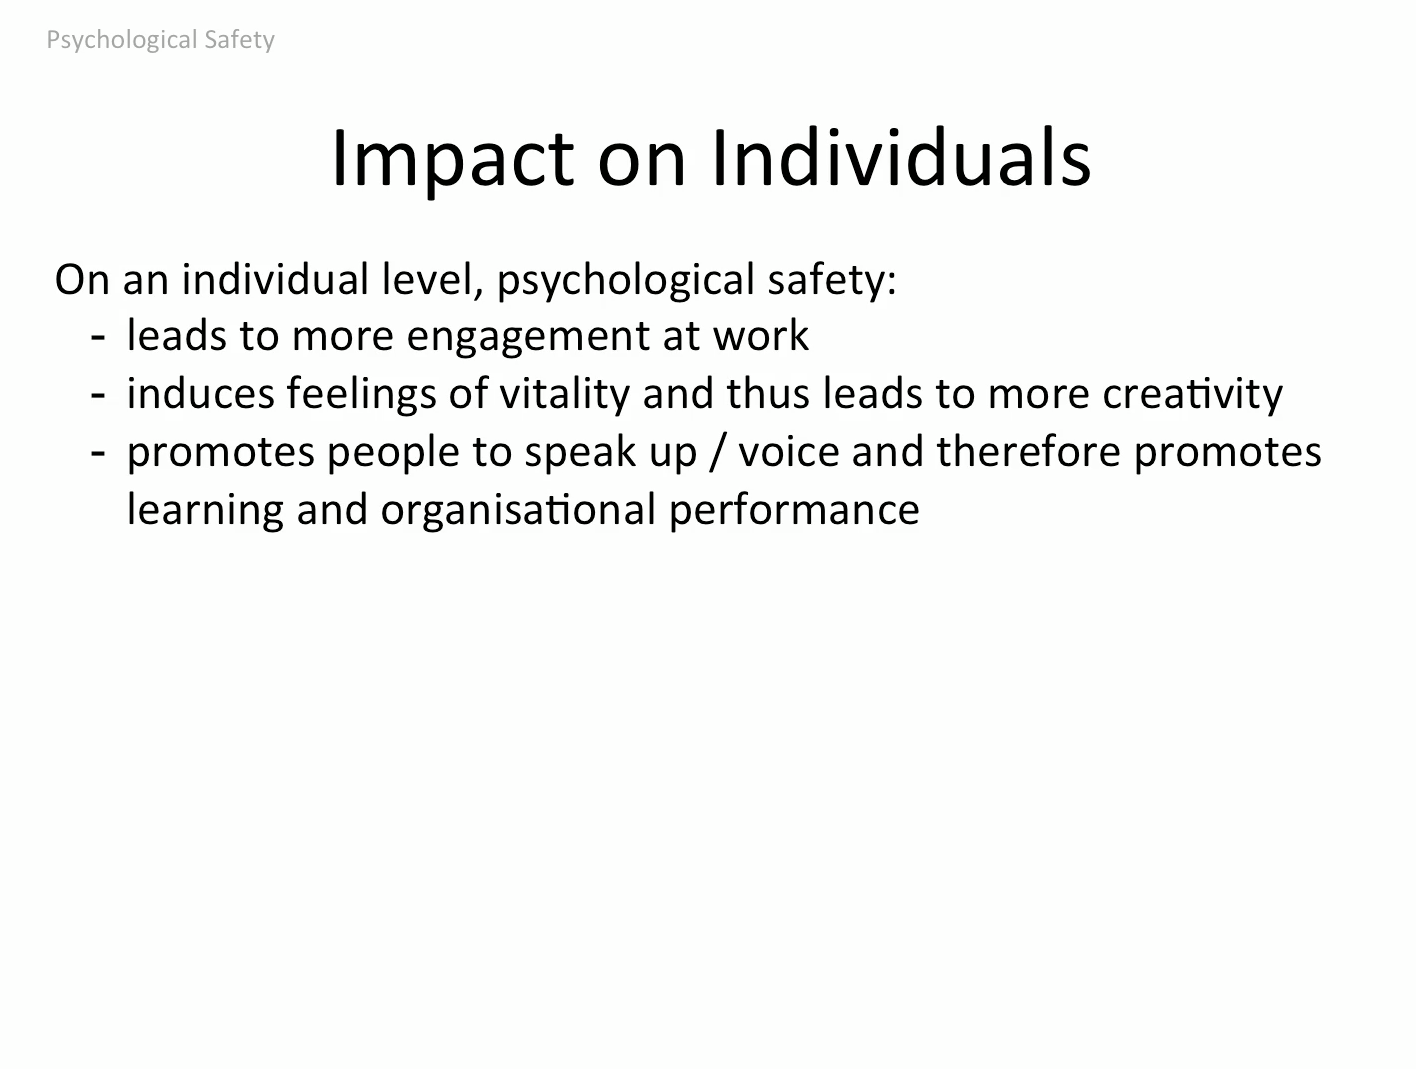 Psychological Safety
Impact on Individuals
On an individual level, psychological safety:
- leads to more engagement at work
- induces feelings of vitality and thus leads to more creativity
- promotes people to speak up / voice and therefore promotes
learning and organisational performance